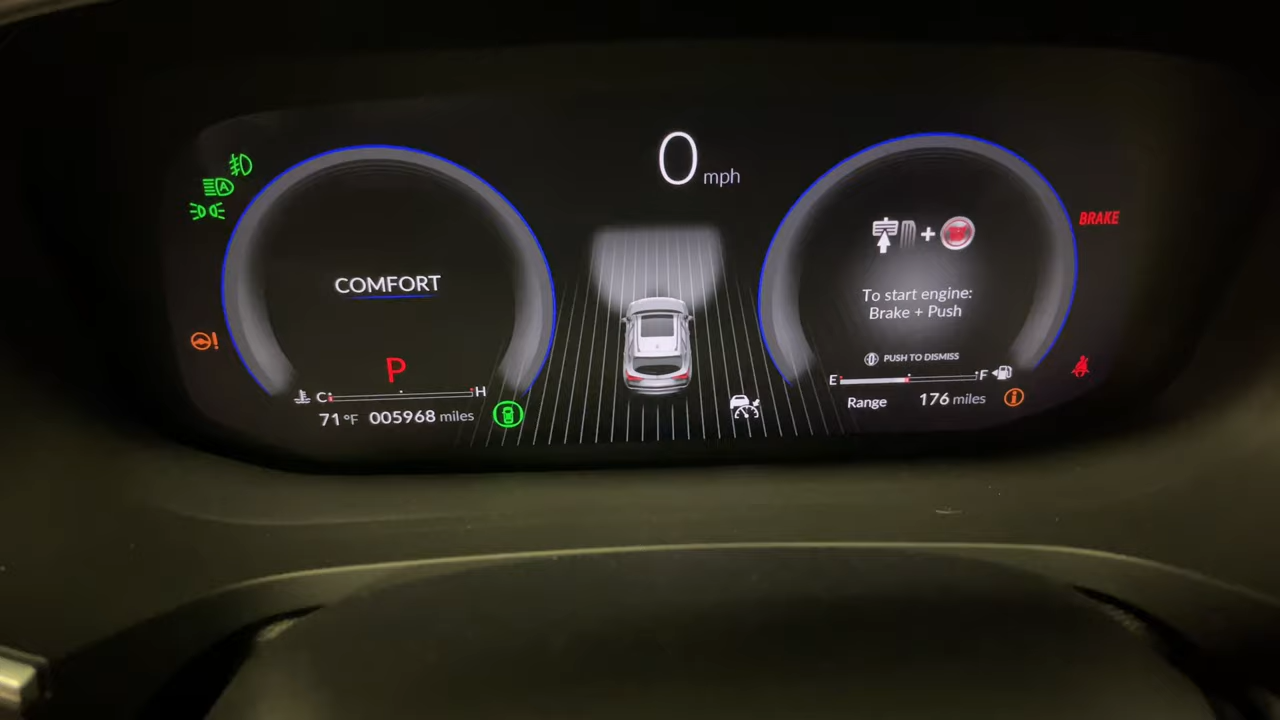 0 mph
A
COMFORT
P
C H
71 °F 005968 miles
BRAKE
+
To start engine:
Brake + Push
PUSH TO DISMISS
E F
Range 176 miles
i
!